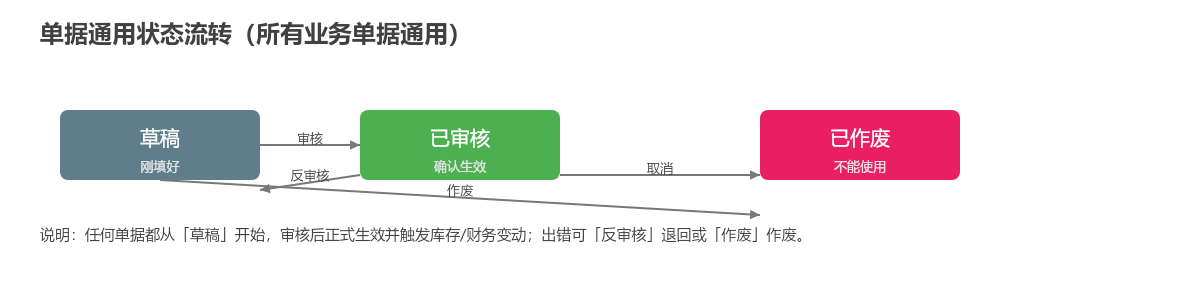 单据通用状态流转（所有业务单据通用）
草稿
刚填好
审核
已审核
确认生效
已作废
不能使用
反审核
取消
作废
说明：任何单据都从「草稿」开始，审核后正式生效并触发库存/财务变动；出错可「反审核」退回或「作废」作废。